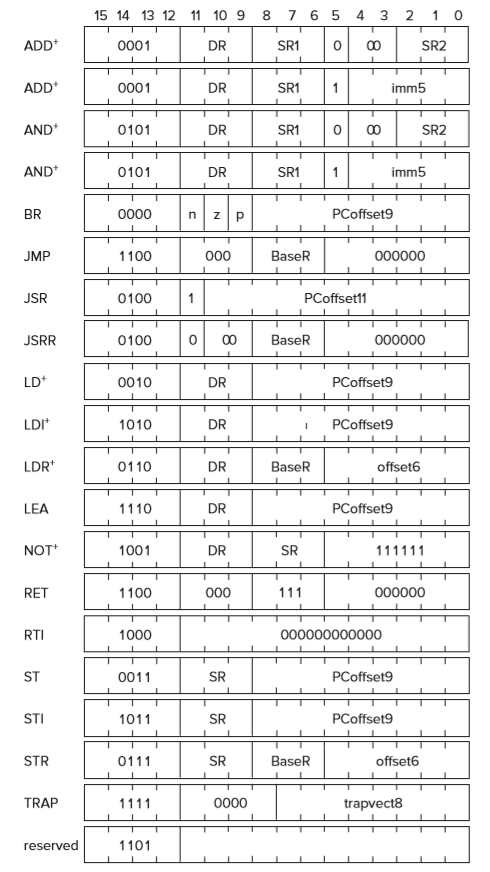 15 14 13 12 11 10 9 8 7 6 5 4 3 2 1 0
ADD+ 0001 DR SR1 0 00 SR2
ADD+ 0001 DR SR1 1 imm5
AND+ 0101 DR SR1 0 00 SR2
AND+ 0101 DR SR1 1 imm5
BR 0000 n z p PCoffset9
JMP 1100 000 BaseR 000000
JSR 0100 1 PCoffset11
JSRR 0100 0 00 BaseR 000000
LD+ 0010 DR PCoffset9
LDI+ 1010 DR PCoffset9
LDR+ 0110 DR BaseR offset6
LEA 1110 DR PCoffset9
NOT+ 1001 DR SR 111111
RET 1100 000 111 000000
RTI 1000 000000000000
ST 0011 SR PCoffset9
STI 1011 SR PCoffset9
STR 0111 SR BaseR offset6
TRAP 1111 0000 trapvect8
reserved 1101